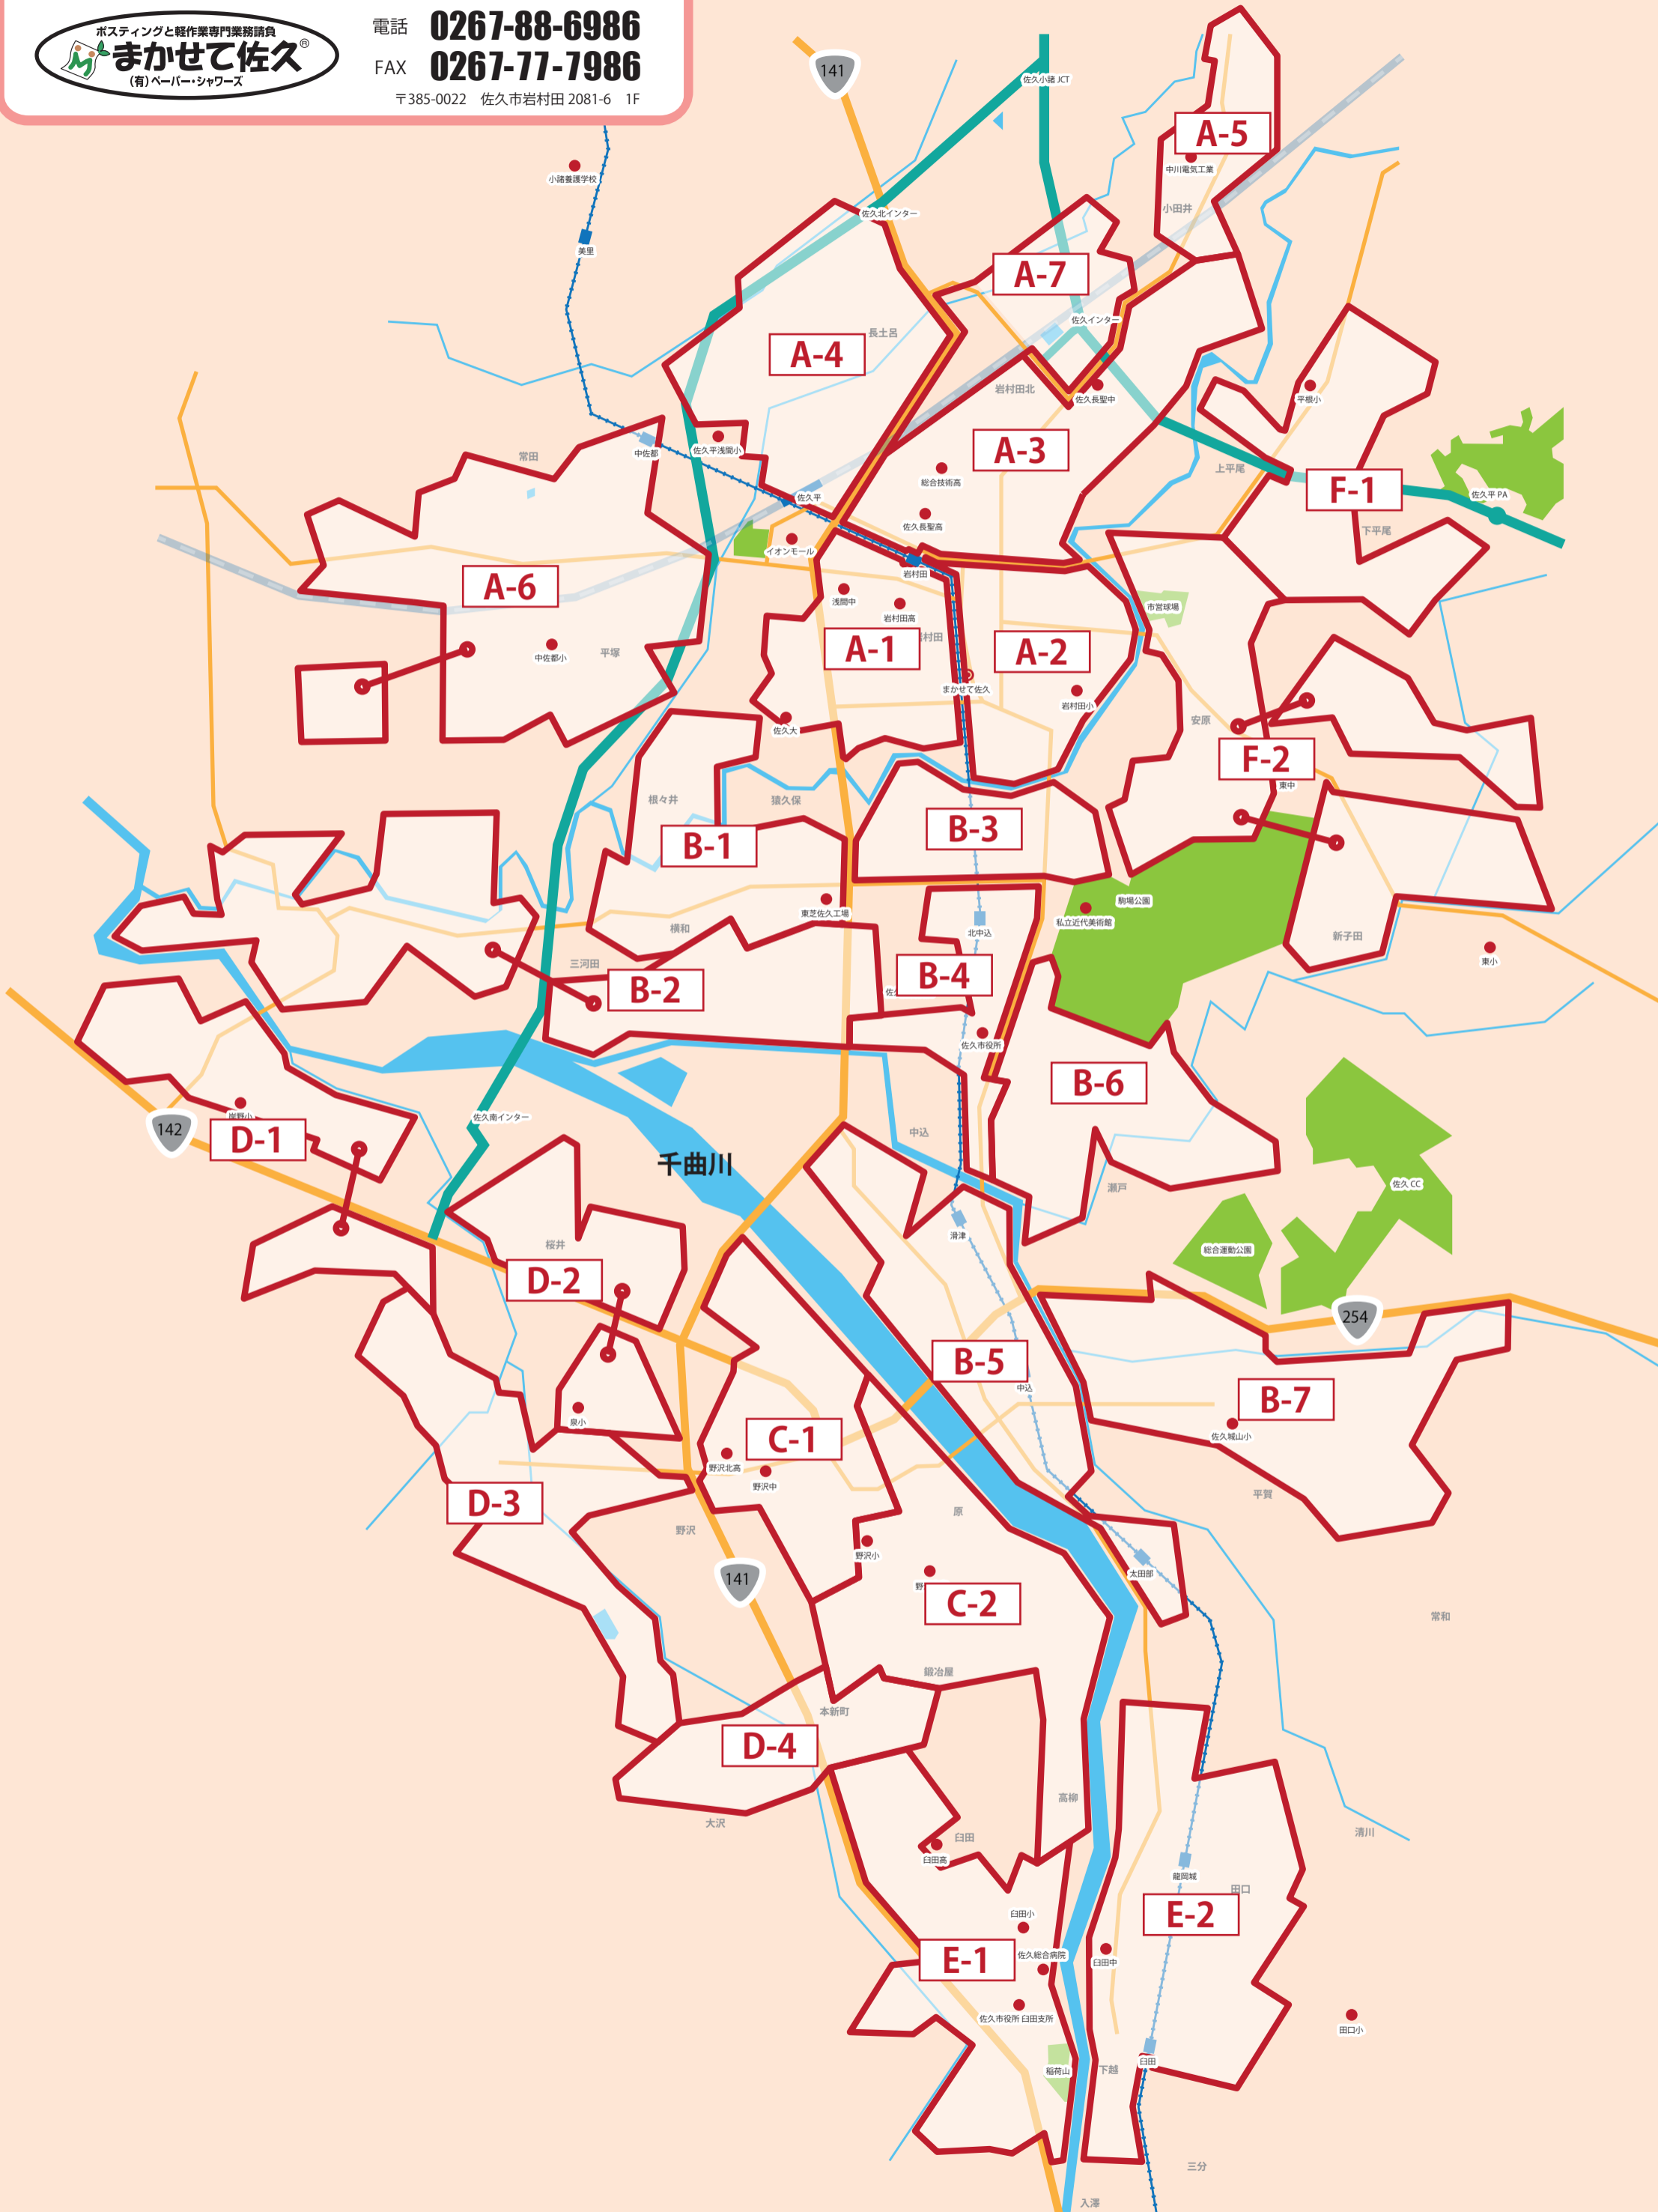 ポスティングと軽作業専門業務請負
まかせて佐久®
(有)ペーパー・シャワーズ
電話 0267-88-6986
FAX 0267-77-7986
〒385-0022 佐久市岩村田 2081-6 1F
141
佐久小諸 JCT
A-5
中川電気工業
小諸養護学校
小田井
佐久北インター
美里
A-7
佐久インター
長土呂
A-4
岩村田北
佐久長聖中
平根小
佐久平浅間小
中佐都
常田
A-3
総合技術高
上平尾
F-1
佐久平 PA
佐久平
佐久長聖高
下平尾
イオンモール
岩村田
A-6
浅間中
岩村田高
市営球場
中佐都小
平塚
A-1
村田
A-2
まかせて佐久
岩村田小
佐久大
安原
F-2
東中
根々井
猿久保
B-1
B-3
東芝佐久工場
駒場公園
私立近代美術館
北中込
横和
新子田
東小
三河田
B-2
B-4
佐久市役所
B-6
佐久南インター
142
岸野小
D-1
中込
千曲川
瀬戸
佐久 CC
滑津
総合運動公園
桜井
D-2
254
B-5
中込
B-7
佐久城山小
泉小
C-1
野沢北高
野沢中
D-3
原
平賀
野沢
野沢小
太田部
141
C-2
常和
鍛冶屋
本新町
D-4
高柳
大沢
臼田
清川
臼田高
龍岡城
田口
臼田小
E-2
E-1
佐久総合病院
臼田中
佐久市役所 臼田支所
田口小
稲荷山
下越
臼田
三分
入澤